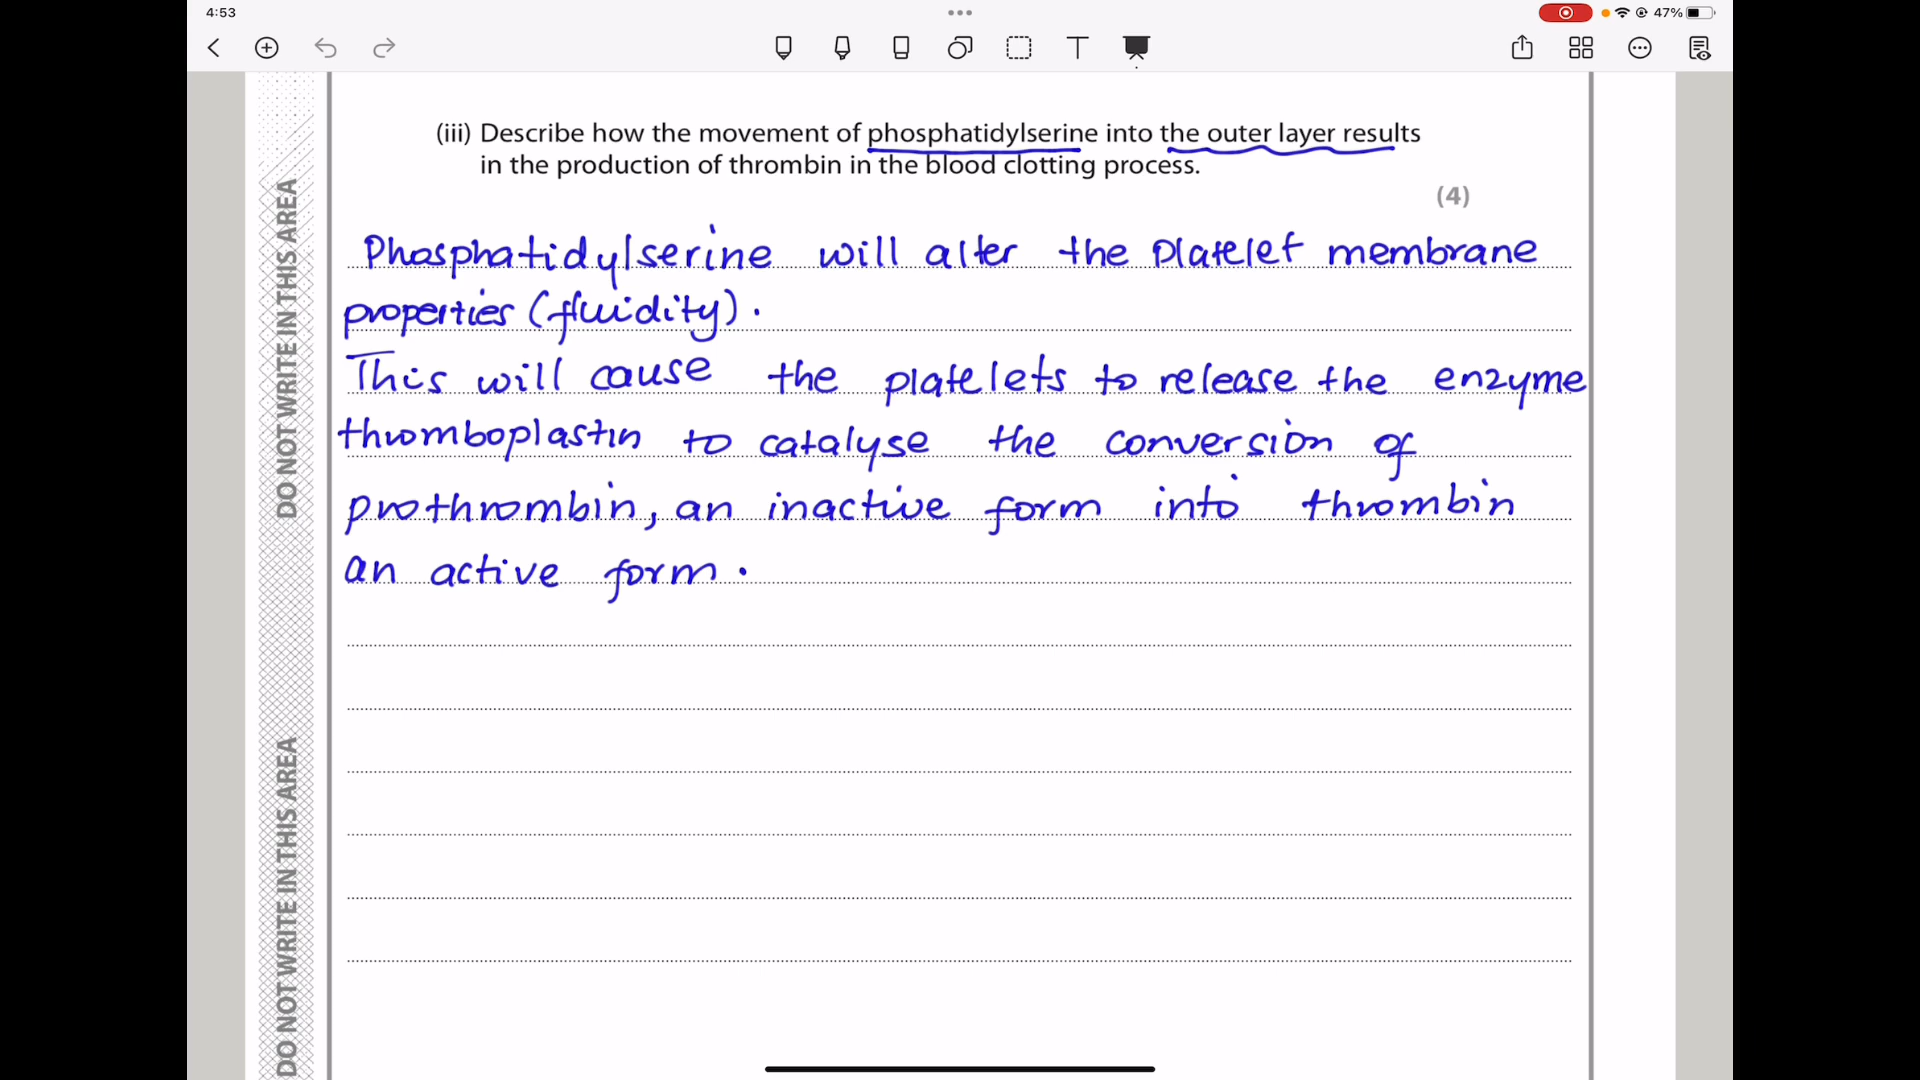 4:53
47%
(iii) Describe how the movement of phosphatidylserine into the outer layer results
in the production of thrombin in the blood clotting process.
(4)
Phosphatidylserine will alter the platelet membrane
properties (fluidity).
This will cause the platelets to release the enzyme
thromboplastin to catalyse the conversion of
prothrombin, an inactive form into thrombin
an active form.
DO NOT WRITE IN THIS AREA
DO NOT WRITE IN THIS AREA